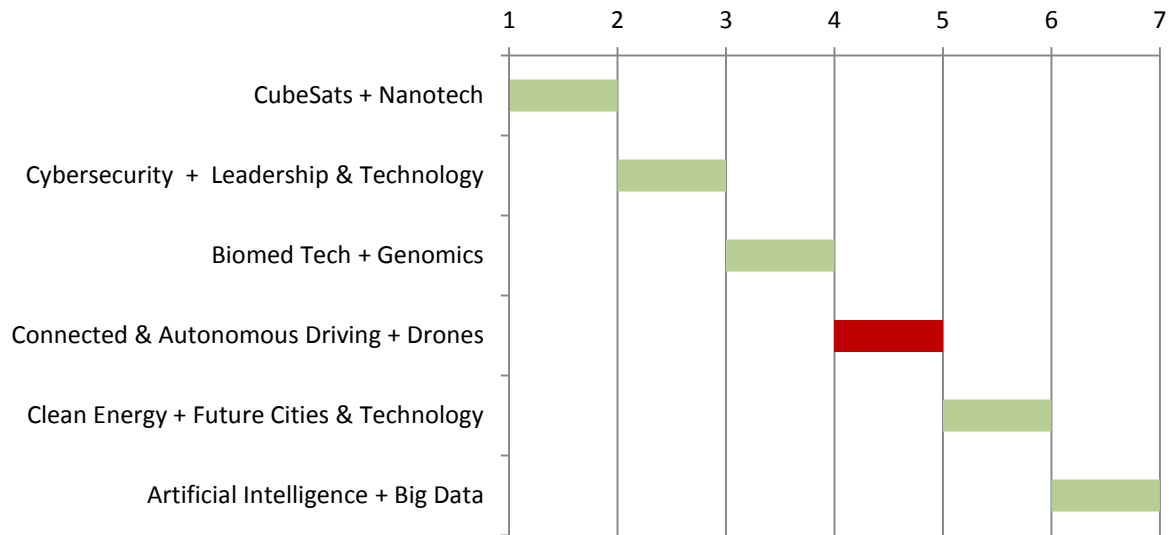 1 2 3 4 5 6 7
CubeSats + Nanotech
Cybersecurity  +  Leadership & Technology
Biomed Tech + Genomics
Connected & Autonomous Driving + Drones
Clean Energy + Future Cities & Technology
Artificial Intelligence + Big Data